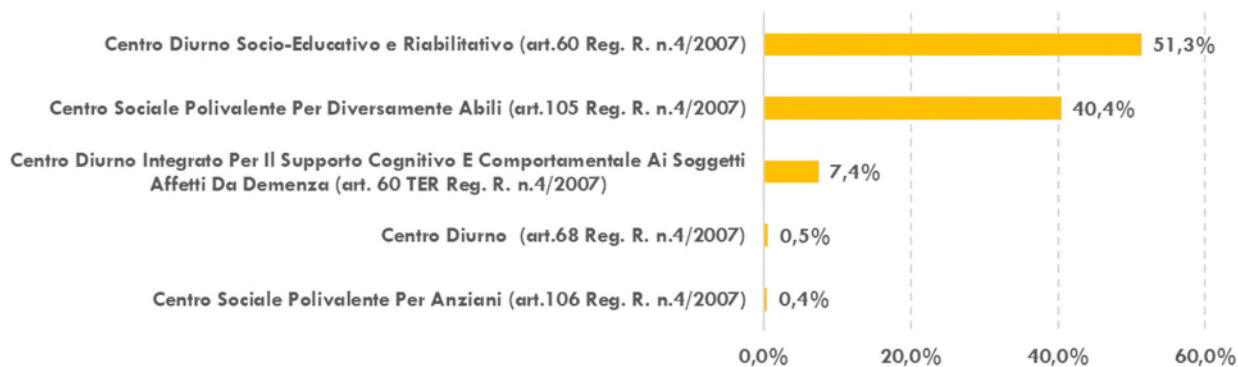 Centro Diurno Socio-Educativo e Riabilitativo (art.60 Reg. R. n.4/2007)
51,3%
Centro Sociale Polivalente Per Diversamente Abili (art.105 Reg. R. n.4/2007)
40,4%
Centro Diurno Integrato Per Il Supporto Cognitivo E Comportamentale Ai Soggetti
Affetti Da Demenza (art. 60 TER Reg. R. n.4/2007)
7,4%
Centro Diurno (art.68 Reg. R. n.4/2007)
0,5%
Centro Sociale Polivalente Per Anziani (art.106 Reg. R. n.4/2007)
0,4%
0,0% 20,0% 40,0% 60,0%